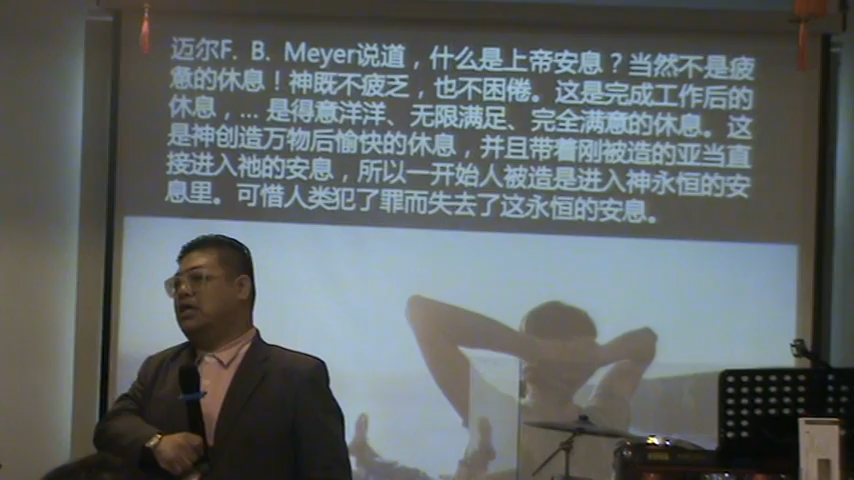 迈尔F. B. Meyer说道，什么是上帝安息？当然不是疲
惫的休息！神既不疲乏，也不困倦。这是完成工作后的
休息，... 是得意洋洋、无限满足、完全满意的休息。这
是神创造万物后愉快的休息，并且带着刚被造的亚当直
接进入祂的安息，所以一开始人被造是进入神永恒的安
息里。可惜人类犯了罪而失去了这永恒的安息。